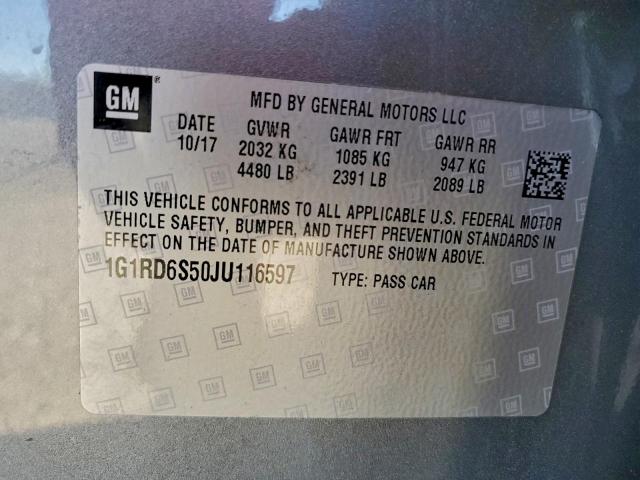 GM
MFD BY GENERAL MOTORS LLC
DATE GVWR GAWR FRT GAWR RR
10/17 2032 KG 1085 KG 947 KG
4480 LB 2391 LB 2089 LB
THIS VEHICLE CONFORMS TO ALL APPLICABLE U.S. FEDERAL MOTOR
VEHICLE SAFETY, BUMPER, AND THEFT PREVENTION STANDARDS IN
EFFECT ON THE DATE OF MANUFACTURE SHOWN ABOVE.
1G1RD6S50JU116597 TYPE: PASS CAR